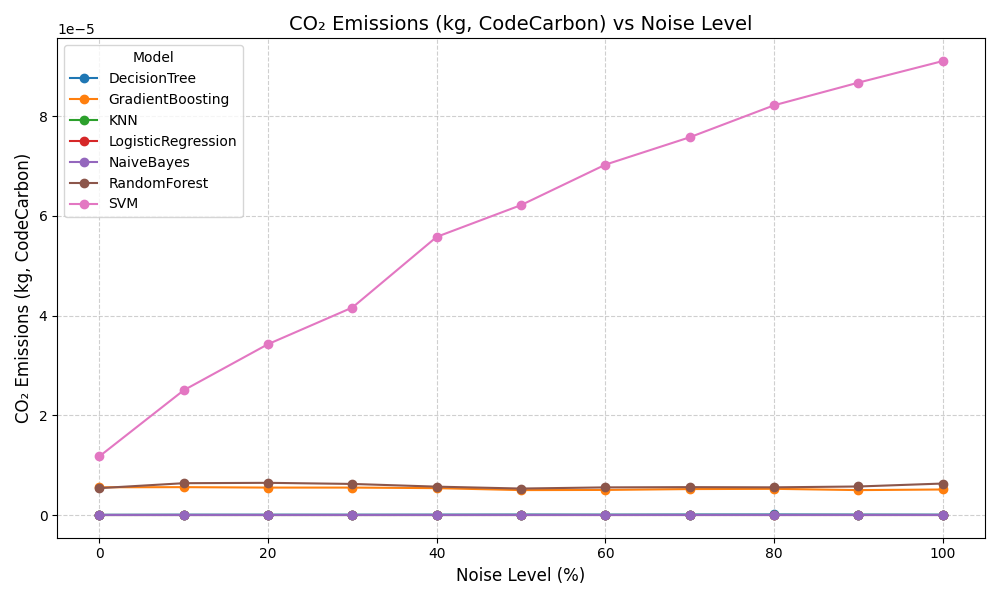 CO₂ Emissions (kg, CodeCarbon) vs Noise Level
1e−5
Model
DecisionTree
GradientBoosting
KNN
LogisticRegression
NaiveBayes
RandomForest
SVM
CO₂ Emissions (kg, CodeCarbon)
8
6
4
2
0
0 20 40 60 80 100
Noise Level (%)